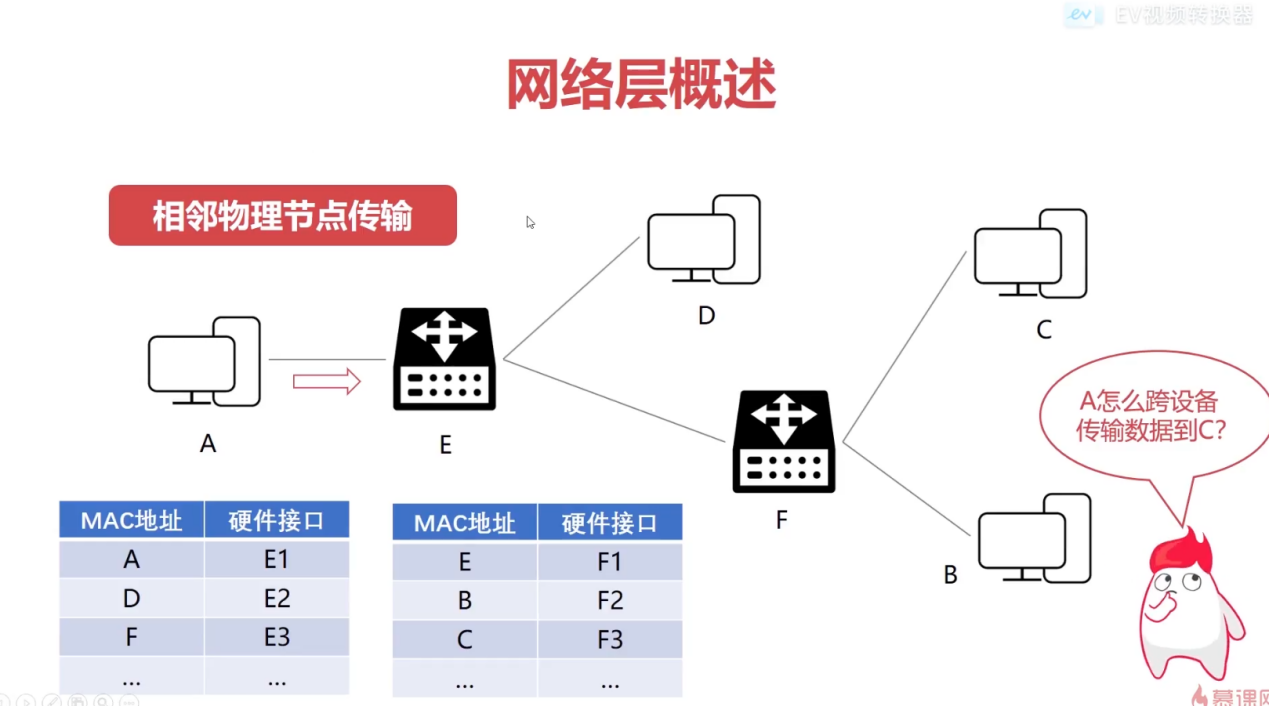 EV视频转换器
网络层概述
相邻物理节点传输
D
C
A怎么跨设备
传输数据到C?
A
E
F
B
MAC地址 硬件接口
A E1
D E2
F E3
... ...
MAC地址 硬件接口
E F1
B F2
C F3
... ...
慕课网